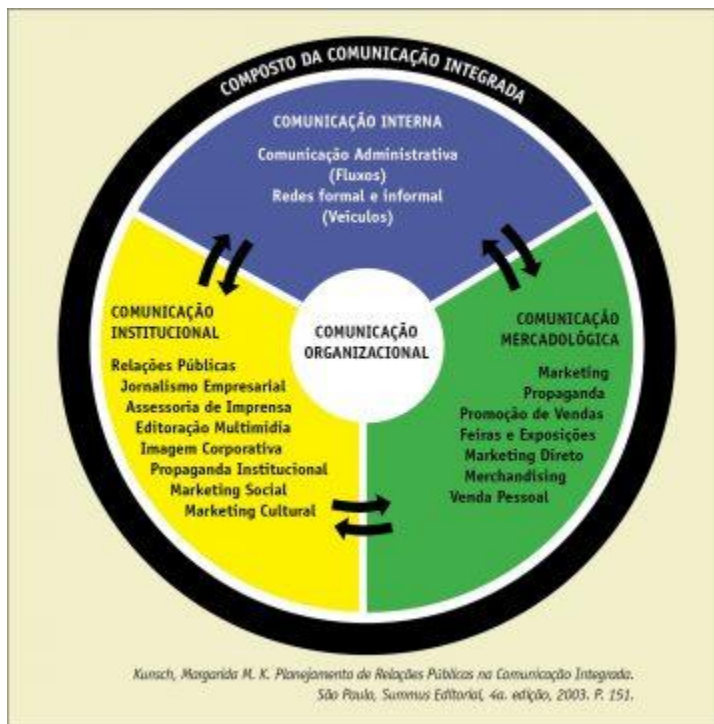 COMPOSTO DA COMUNICAÇÃO INTEGRADA
COMUNICAÇÃO INTERNA
Comunicação Administrativa
(Fluxos)
Redes formal e informal
(Veículos)
COMUNICAÇÃO
INSTITUCIONAL
Relações Públicas
Jornalismo Empresarial
Assessoria de Imprensa
Editoração Multimidia
Imagem Corporativa
Propaganda Institucional
Marketing Social
Marketing Cultural
COMUNICAÇÃO
ORGANIZACIONAL
COMUNICAÇÃO
MERCADOLÓGICA
Marketing
Propaganda
Promoção de Vendas
Feiras e Exposições
Marketing Direto
Merchandising
Venda Pessoal
Kunsch, Margarida M. K. Planejamento de Relações Públicas na Comunicação Integrada.
São Paulo, Summus Editorial, 4a. edição, 2003. P. 151.